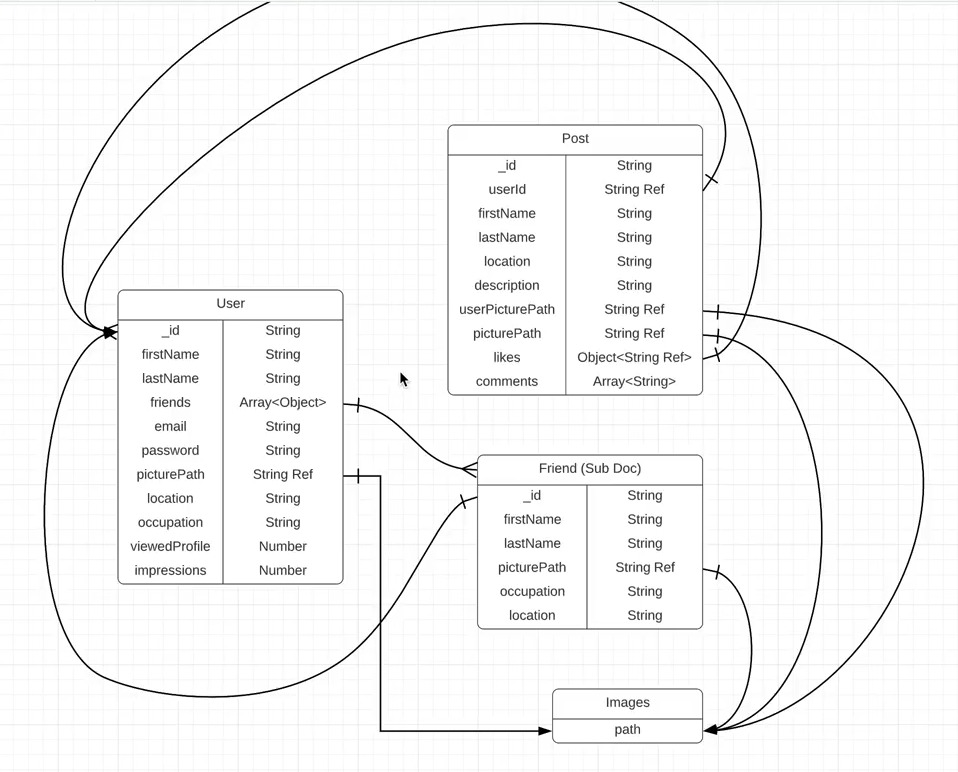 Post
_id String
userId String Ref
firstName String
lastName String
location String
description String
userPicturePath String Ref
picturePath String Ref
likes Object<String Ref>
comments Array<String>
User
_id String
firstName String
lastName String
friends Array<Object>
email String
password String
picturePath String Ref
location String
occupation String
viewedProfile Number
impressions Number
Friend (Sub Doc)
_id String
firstName String
lastName String
picturePath String Ref
occupation String
location String
Images
path